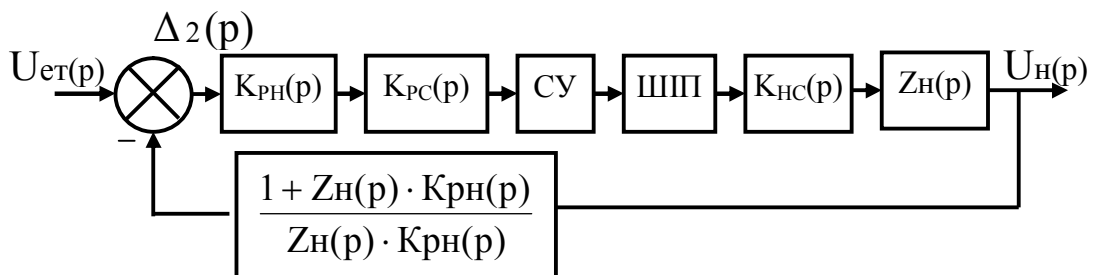 Δ2(p)
Uет(p)
KРН(p)
KРС(p)
СУ
ШІП
KНС(p)
Zн(p)
Uн(p)
−
1 + Zн(p) · Kрн(p)
Zн(p) · Kрн(p)